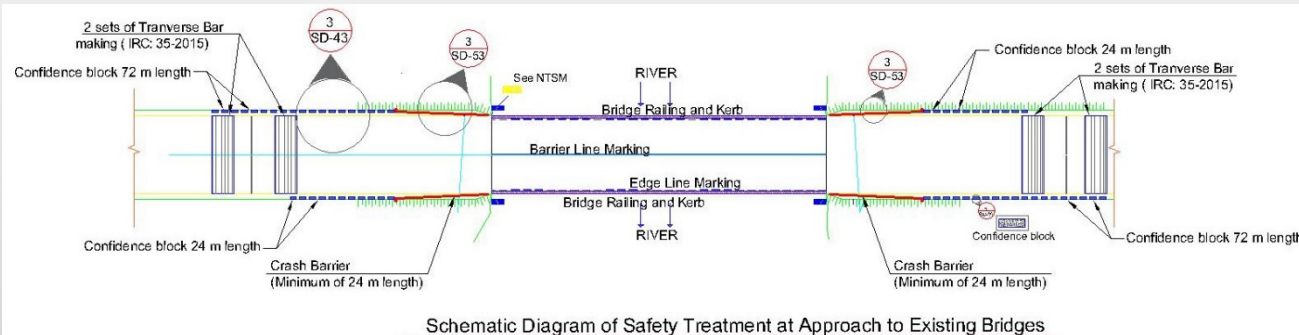 2 sets of Tranverse Bar
making ( IRC: 35-2015)
Confidence block 72 m length
3
SD-43
3
SD-53
See NTSM
RIVER
Bridge Railing and Kerb
Barrier Line Marking
Edge Line Marking
Bridge Railing and Kerb
RIVER
3
SD-53
Confidence block 24 m length
2 sets of Tranverse Bar
making ( IRC: 35-2015)
Confidence block 24 m length
Crash Barrier
(Minimum of 24 m length)
Crash Barrier
(Minimum of 24 m length)
Confidence block
Confidence block 72 m length
Schematic Diagram of Safety Treatment at Approach to Existing Bridges